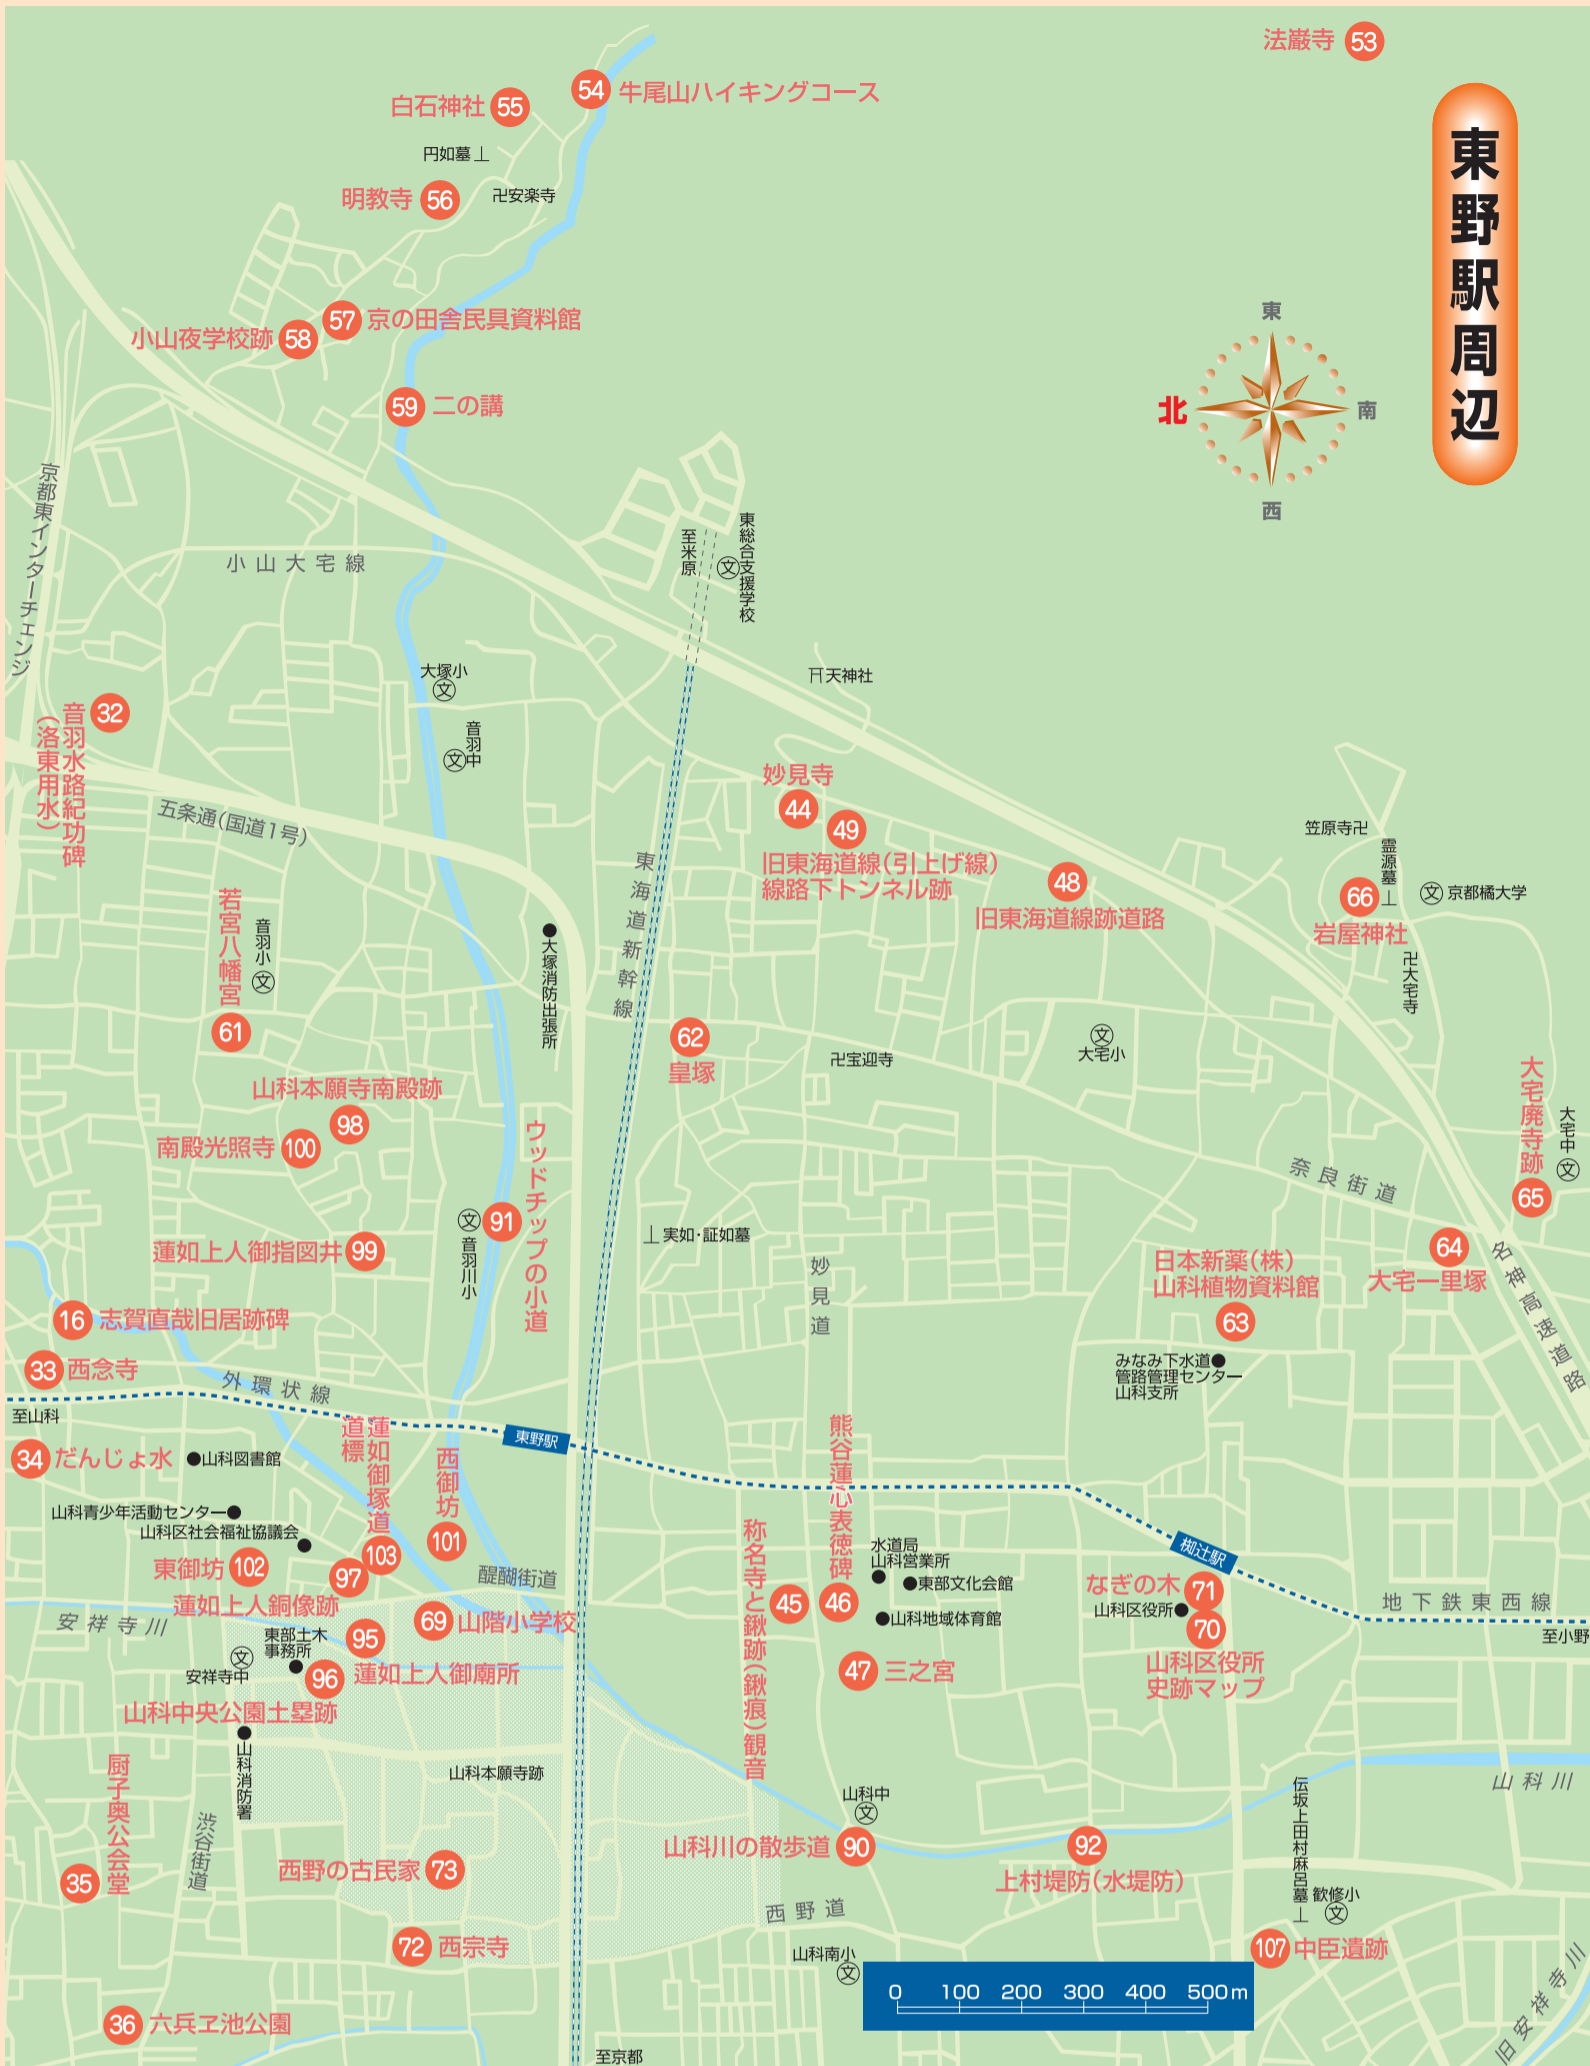 東野駅周辺
法巌寺 53
54 牛尾山ハイキングコース
白石神社 55
円如墓
明教寺 56
卍安楽寺
57 京の田舎民具資料館
小山夜学校跡 58
59 二の講
東
北
南
西
京都東インターチェンジ
小山大宅線
至米原
東総合支援学校
文
大塚小
文
音羽中
文
天神社
32
音羽水路紀功碑
(洛東用水)
五条通(国道1号)
妙見寺
44
49
旧東海道線(引上げ線)
線路下トンネル跡
48
旧東海道線跡道路
笠原寺卍
霊源墓
66
岩屋神社
文 京都橘大学
卍大宅寺
若宮八幡宮
61
音羽小
文
大塚消防出張所
東海道新幹線
62
皇塚
卍宝迎寺
文
大宅小
大宅廃寺跡
65
大宅中
文
山科本願寺南殿跡
98
南殿光照寺 100
ウッドチップの小道
91
文
音羽川小
実如・証如墓
妙見道
奈良街道
64
大宅一里塚
名神高速道路
日本新薬(株)
山科植物資料館
63
みなみ下水道
管路管理センター
山科支所
蓮如上人御指図井 99
16 志賀直哉旧居跡碑
33 西念寺
外環状線
至山科
34 だんじょ水
山科図書館
蓮如御塚道
道標
103
西御坊
101
東野駅
山科青少年活動センター
山科区社会福祉協議会
東御坊 102
97
蓮如上人銅像跡
醍醐街道
安祥寺川
69 山階小学校
東部土木
事務所
95
蓮如上人御廟所
文
安祥寺中
96
山科中央公園土塁跡
山科消防署
山科本願寺跡
熊谷蓮心表徳碑
46
称名寺と鍬跡(鍬痕)観音
45
水道局
山科営業所
東部文化会館
山科地域体育館
47 三之宮
椥辻駅
なぎの木 71
山科区役所
70
山科区役所
史跡マップ
地下鉄東西線
至小野
山科川
厨子奥公会堂
35
渋谷街道
西野の古民家 73
72 西宗寺
山科中
文
山科川の散歩道 90
92
上村堤防(水堤防)
西野道
山科南小
文
伝坂上田村麻呂墓
勧修小
文
107 中臣遺跡
旧安祥寺川
36 六兵ヱ池公園
至京都
0 100 200 300 400 500m